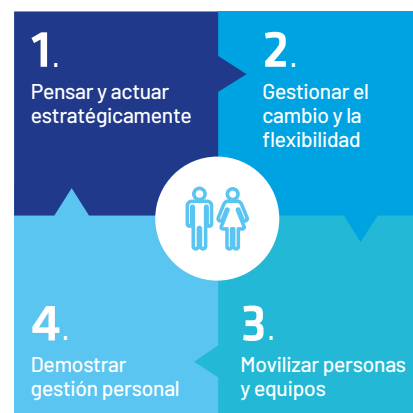 1.
Pensar y actuar
estratégicamente
2.
Gestionar el
cambio y la
flexibilidad
3.
Movilizar personas
y equipos
4.
Demostrar
gestión personal